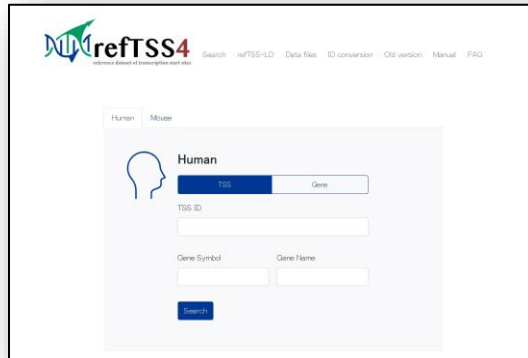 refTSS4
reference dataset of transcription start sites
Search refTSS-LD Data files ID conversion Old version Manual FAQ
Human Mouse
Human
TSS Gene
TSS ID
Gene Symbol Gene Name
Search